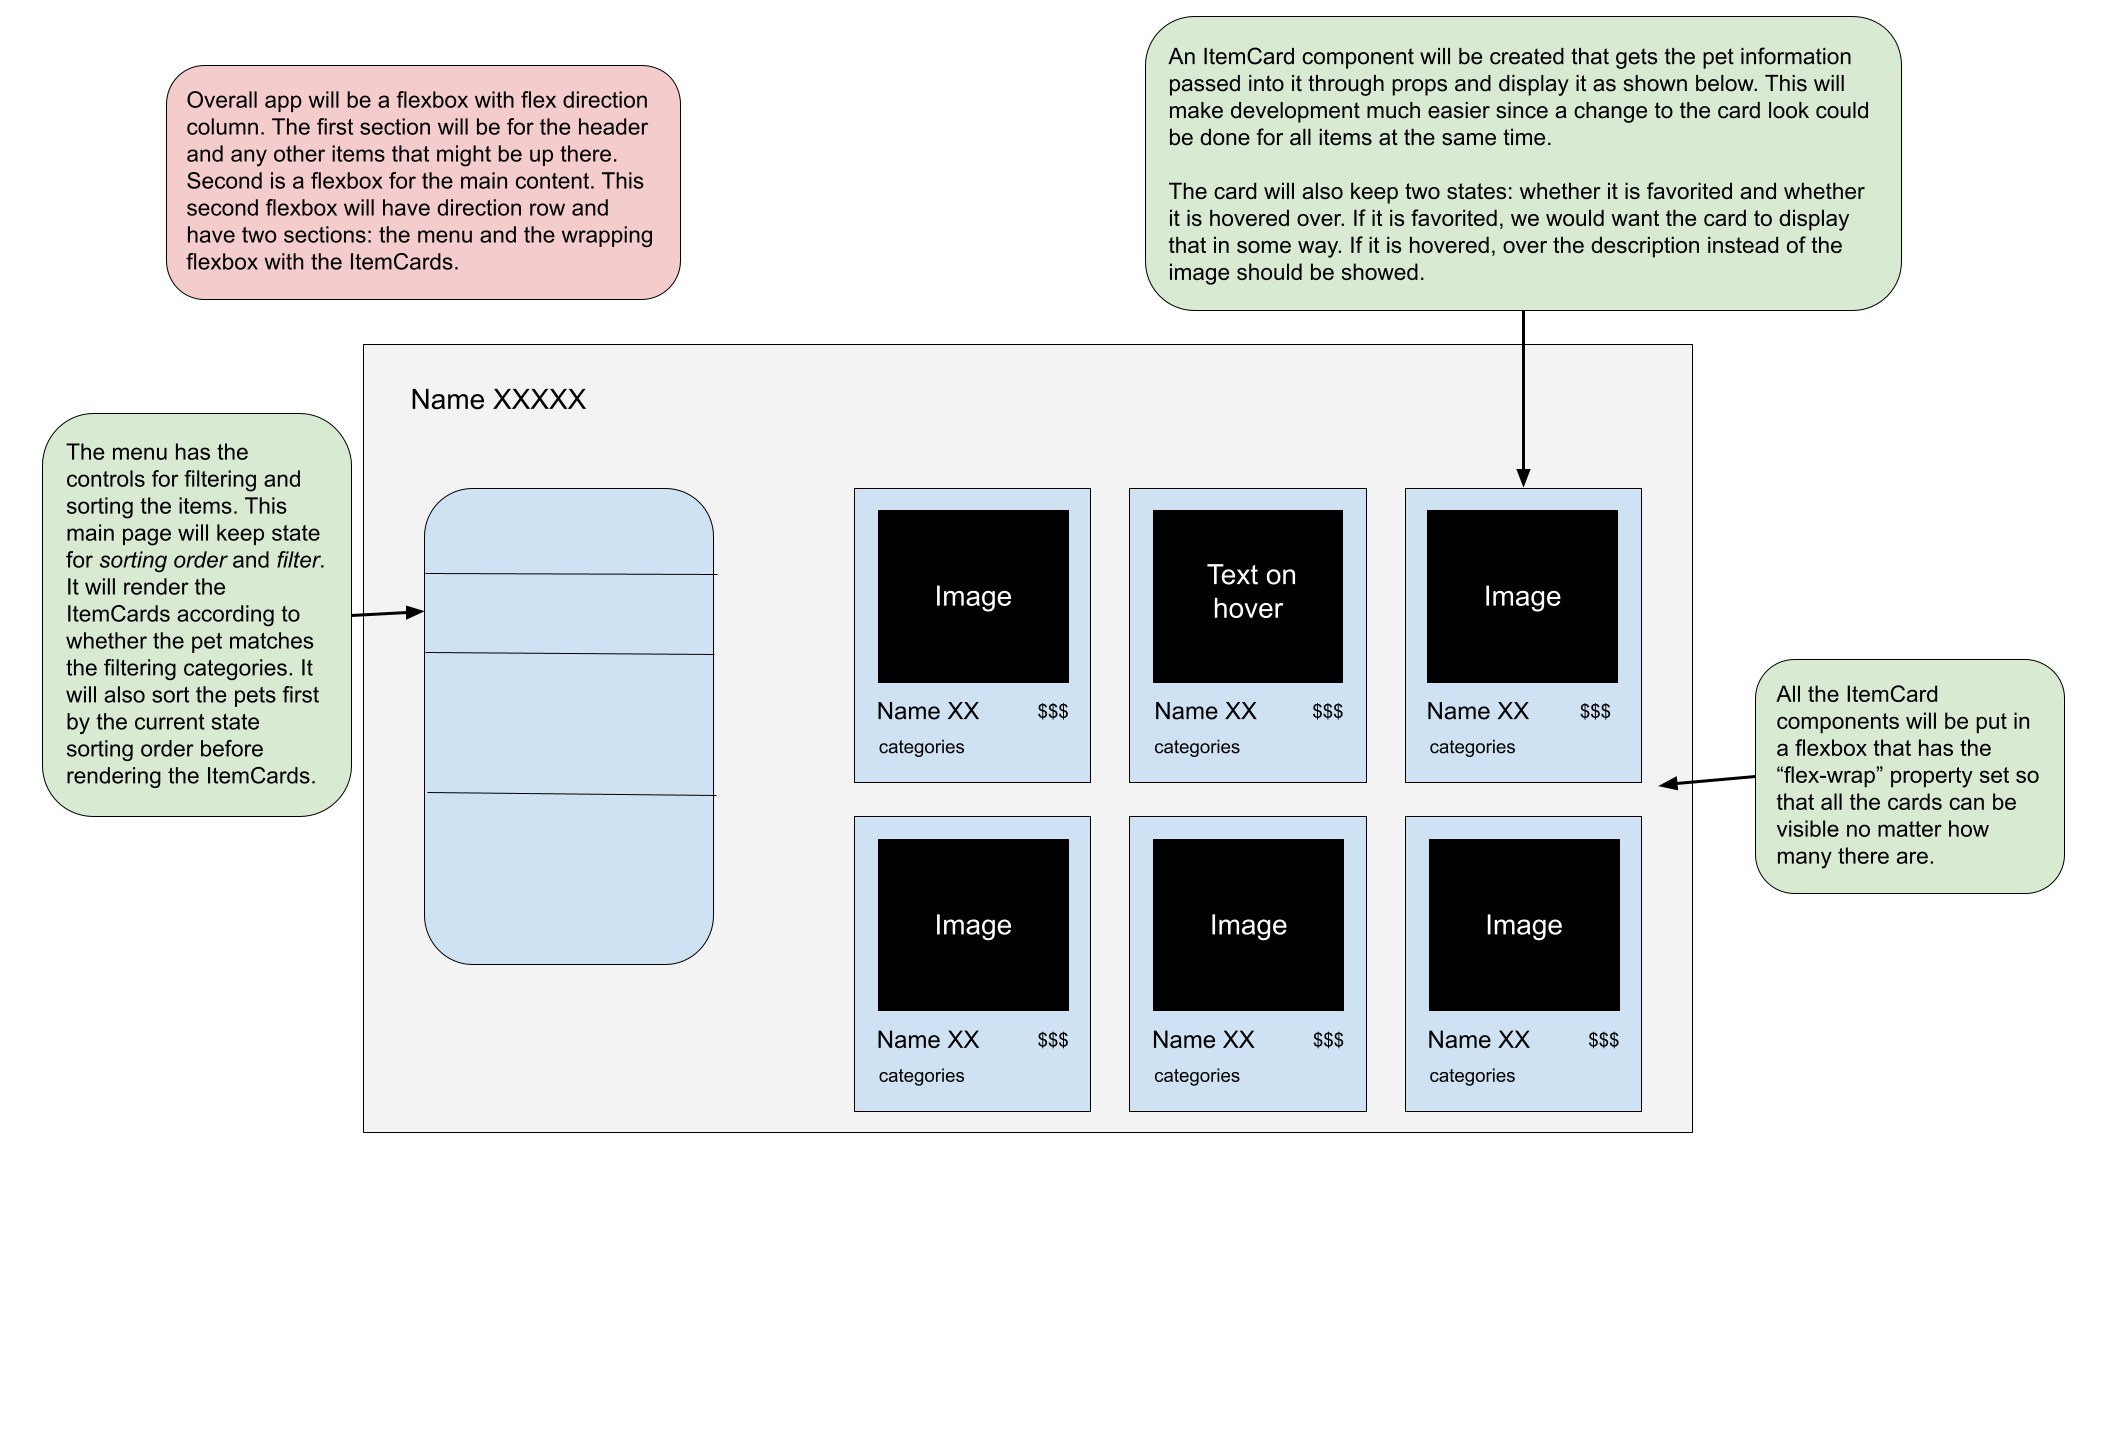 Overall app will be a flexbox with flex direction
column. The first section will be for the header
and any other items that might be up there.
Second is a flexbox for the main content. This
second flexbox will have direction row and
have two sections: the menu and the wrapping
flexbox with the ItemCards.
An ItemCard component will be created that gets the pet information
passed into it through props and display it as shown below. This will
make development much easier since a change to the card look could
be done for all items at the same time.
The card will also keep two states: whether it is favorited and whether
it is hovered over. If it is favorited, we would want the card to display
that in some way. If it is hovered, over the description instead of the
image should be showed.
Name XXXXX
The menu has the
controls for filtering and
sorting the items. This
main page will keep state
for sorting order and filter.
It will render the
ItemCards according to
whether the pet matches
the filtering categories. It
will also sort the pets first
by the current state
sorting order before
rendering the ItemCards.
Image
Name XX $$$
categories
Text on
hover
Name XX $$$
categories
Image
Name XX $$$
categories
All the ItemCard
components will be put in
a flexbox that has the
“flex-wrap” property set so
that all the cards can be
visible no matter how
many there are.
Image
Name XX $$$
categories
Image
Name XX $$$
categories
Image
Name XX $$$
categories